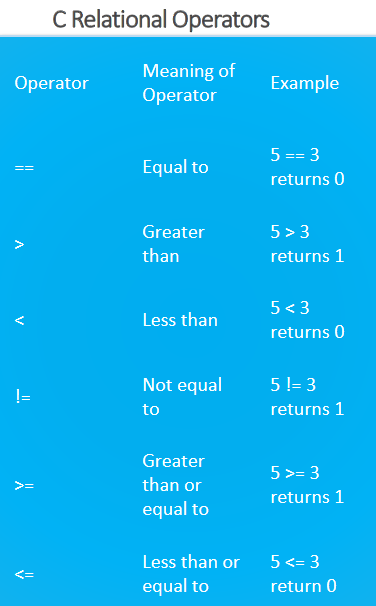 C Relational Operators
Operator Meaning of Operator Example
== Equal to 5 == 3 returns 0
> Greater than 5 > 3 returns 1
< Less than 5 < 3 returns 0
!= Not equal to 5 != 3 returns 1
>= Greater than or equal to 5 >= 3 returns 1
<= Less than or equal to 5 <= 3 return 0